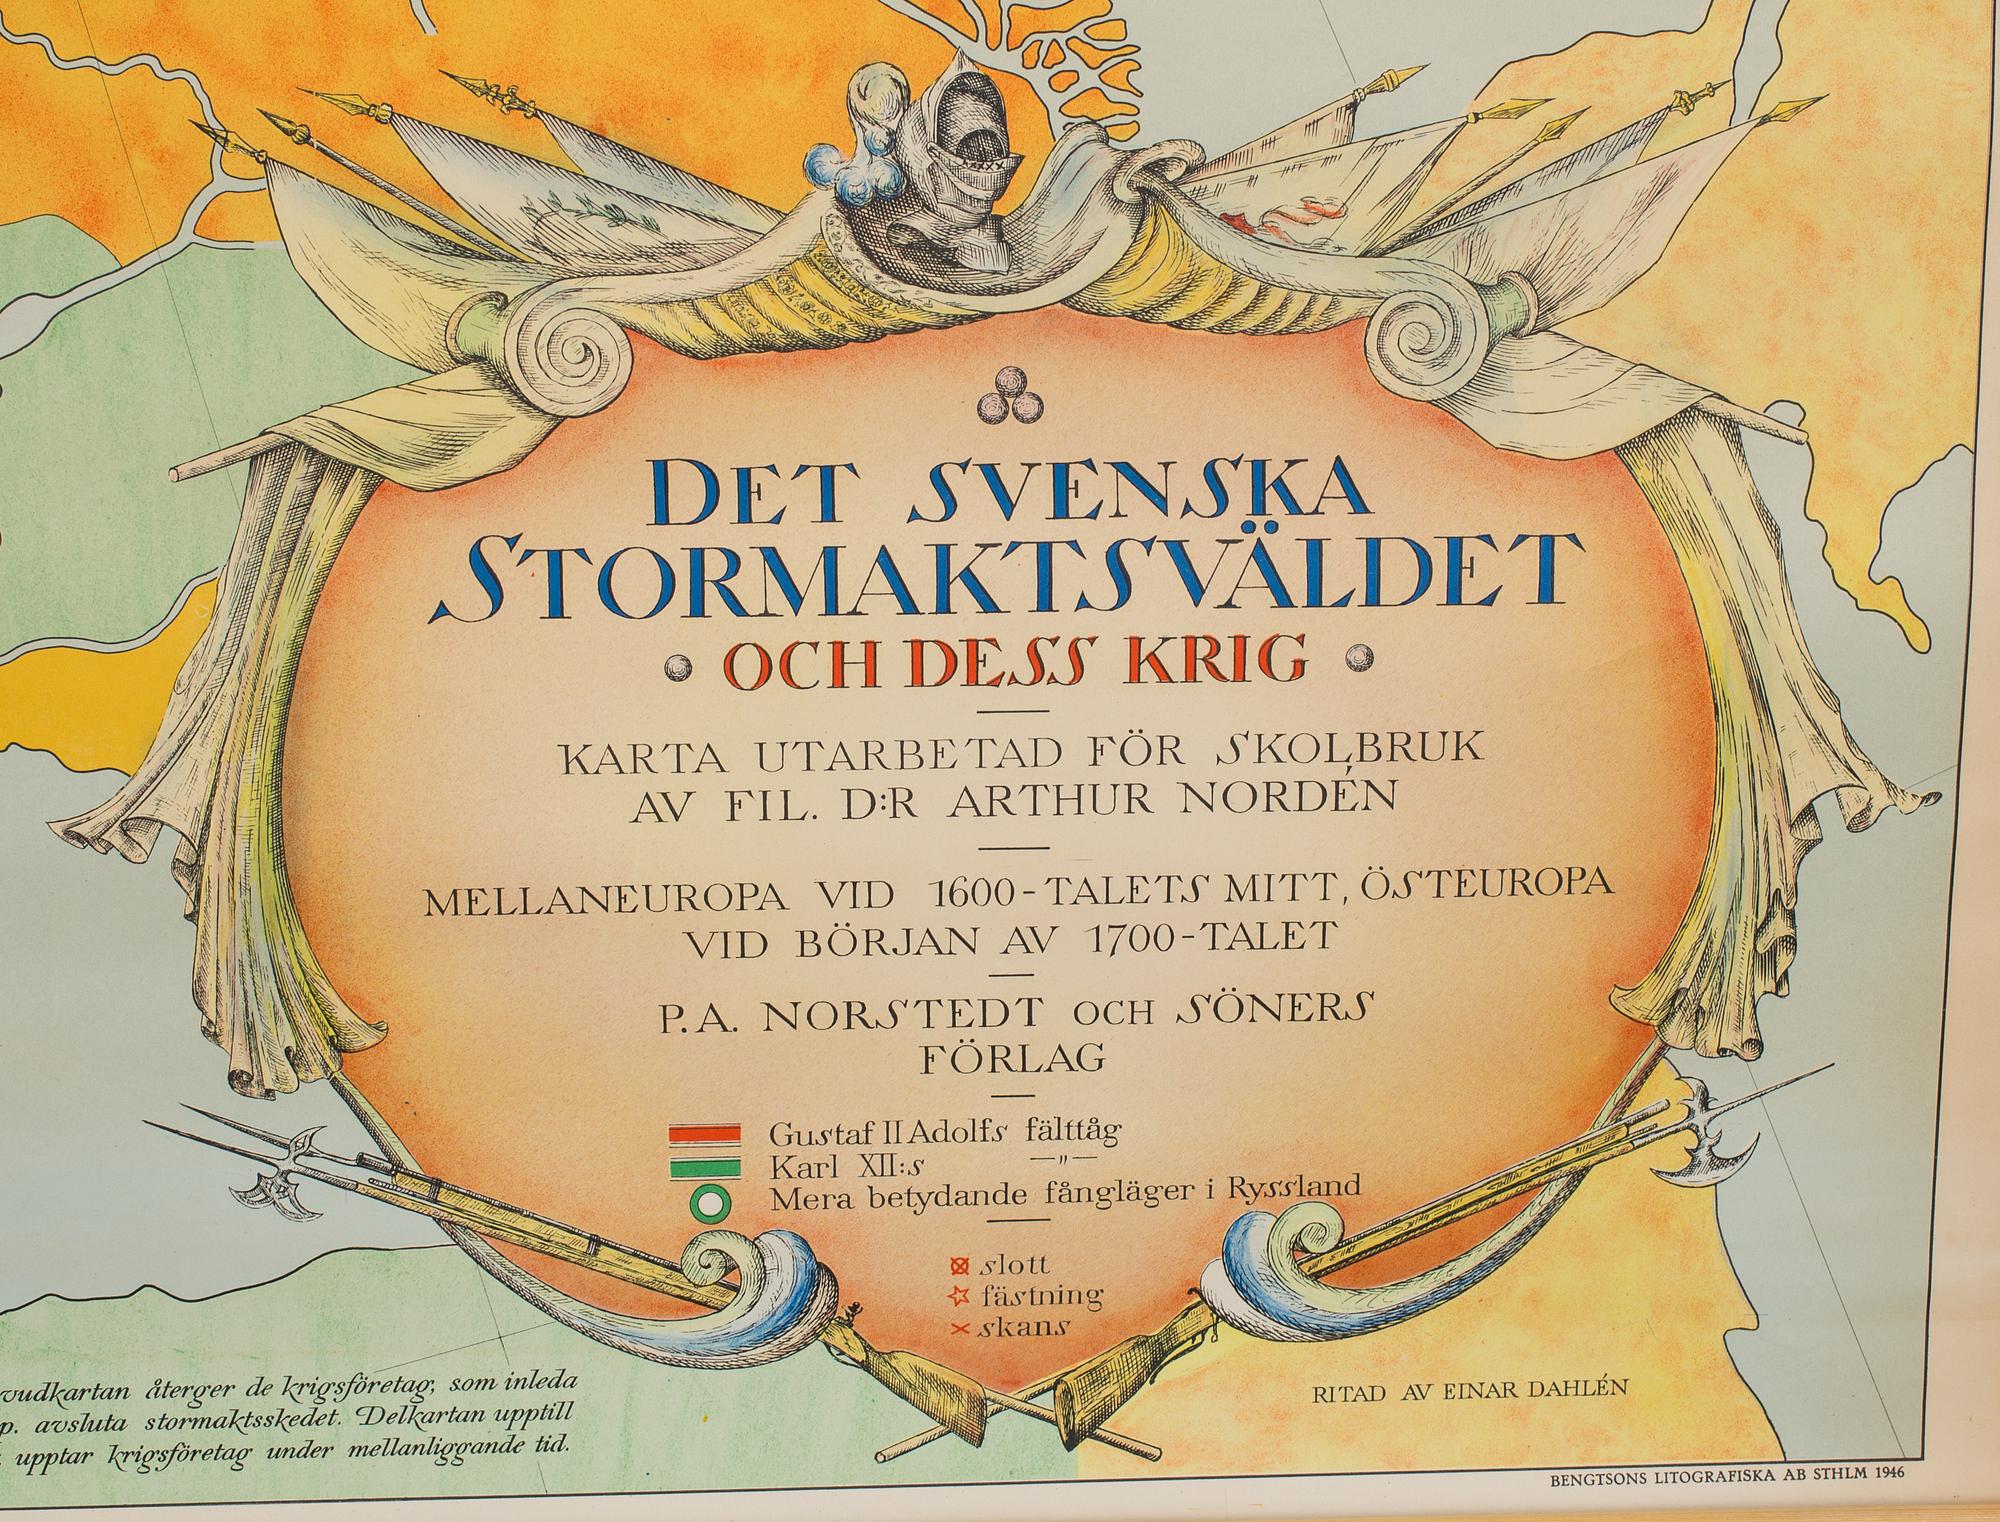 DET SVENSKA
STORMAKTSVÄLDET
• OCH DESS KRIG •
KARTA UTARBETAD FÖR SKOLBRUK
AV FIL. D:R ARTHUR NORDÉN
MELLANEUROPA VID 1600-TALETS MITT, ÖSTEUROPA
VID BÖRJAN AV 1700-TALET
P. A. NORSTEDT OCH SÖNERS
FÖRLAG
Gustaf II Adolfs fälttåg
Karl XII:s —〃—
Mera betydande fångläger i Ryssland
slott
fästning
skans
vudkartan återger de krigsföretag, som inleda
p. avsluta stormaktsskedet. Delkartan upptill
upptar krigsföretag under mellanliggande tid.
RITAD AV EINAR DAHLÉN
BENGTSONS LITOGRAFISKA AB STHLM 1946